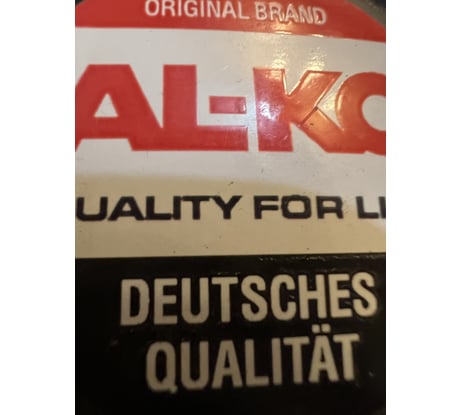 ORIGINAL BRAND
AL-KO
UALITY FOR LI
DEUTSCHES
QUALITÄT